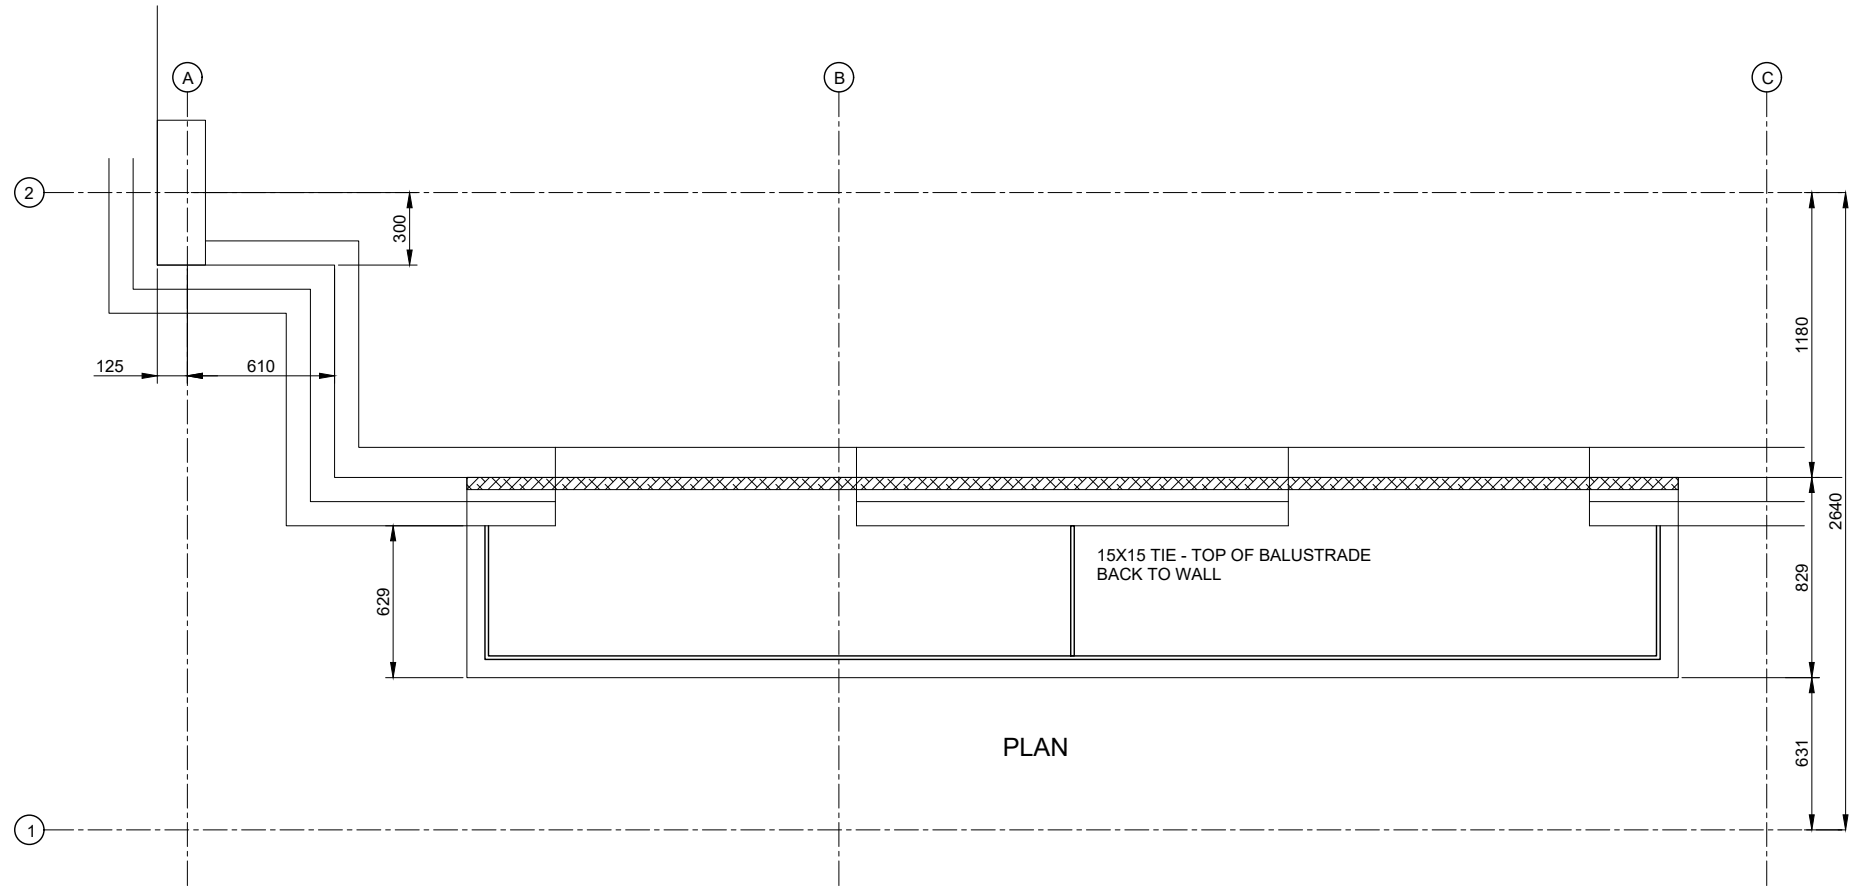 A
B
C
2
300
1180
125
610
2640
15X15 TIE - TOP OF BALUSTRADE
BACK TO WALL
829
629
PLAN
631
1